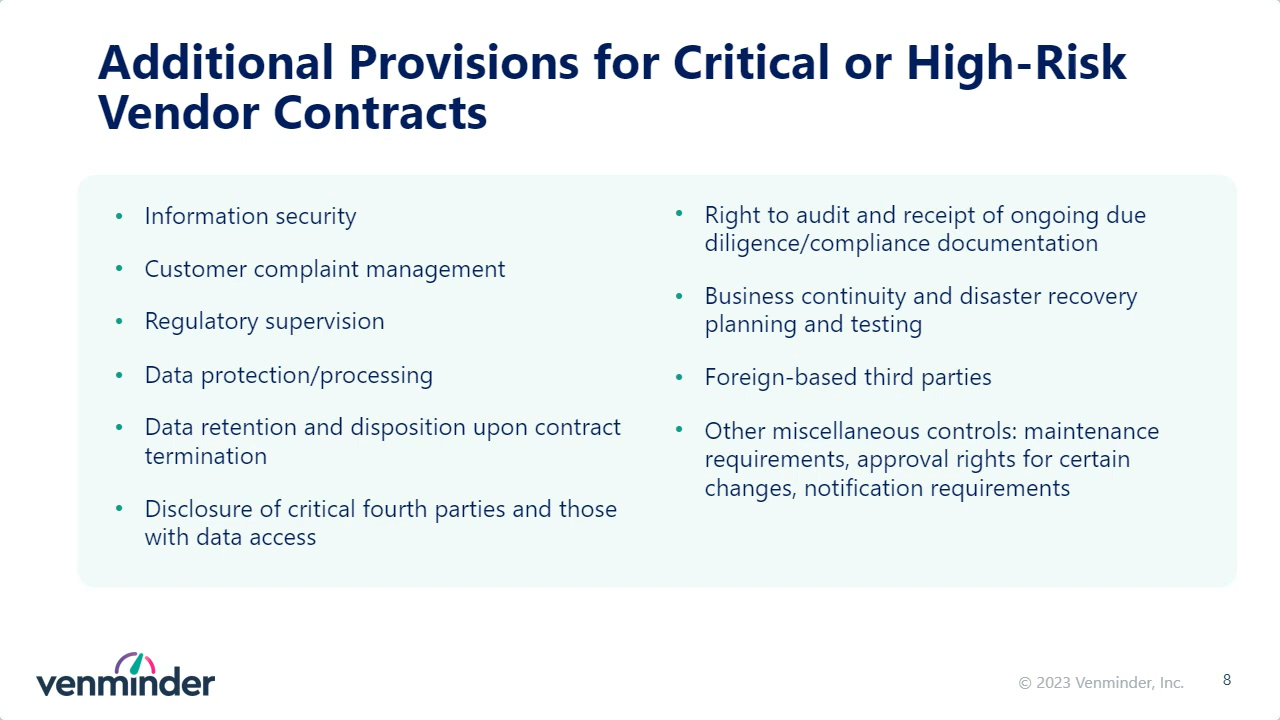 Additional Provisions for Critical or High-Risk
Vendor Contracts
• Information security
• Customer complaint management
• Regulatory supervision
• Data protection/processing
• Data retention and disposition upon contract
termination
• Disclosure of critical fourth parties and those
with data access
• Right to audit and receipt of ongoing due
diligence/compliance documentation
• Business continuity and disaster recovery
planning and testing
• Foreign-based third parties
• Other miscellaneous controls: maintenance
requirements, approval rights for certain
changes, notification requirements
venminder
© 2023 Venminder, Inc.
8